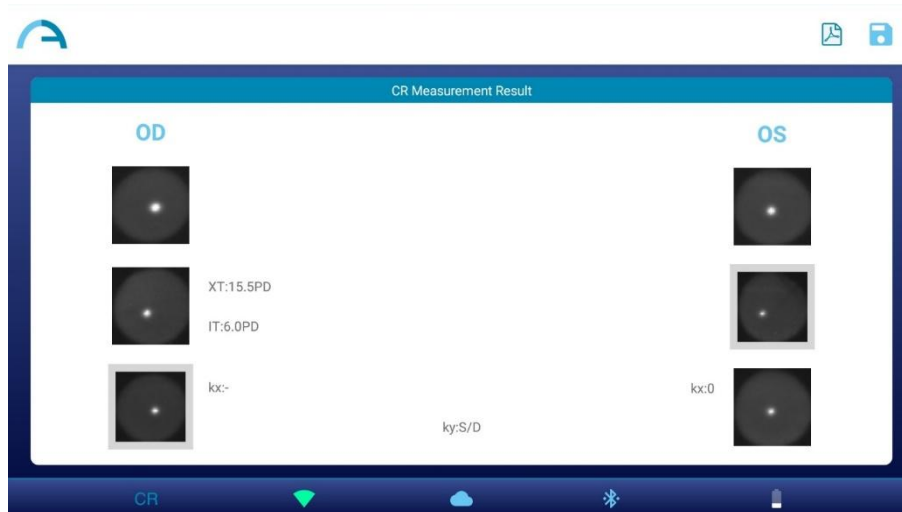 CR Measurement Result
OD
OS
XT:15.5PD
IT:6.0PD
kx:-
kx:0
ky:S/D
CR